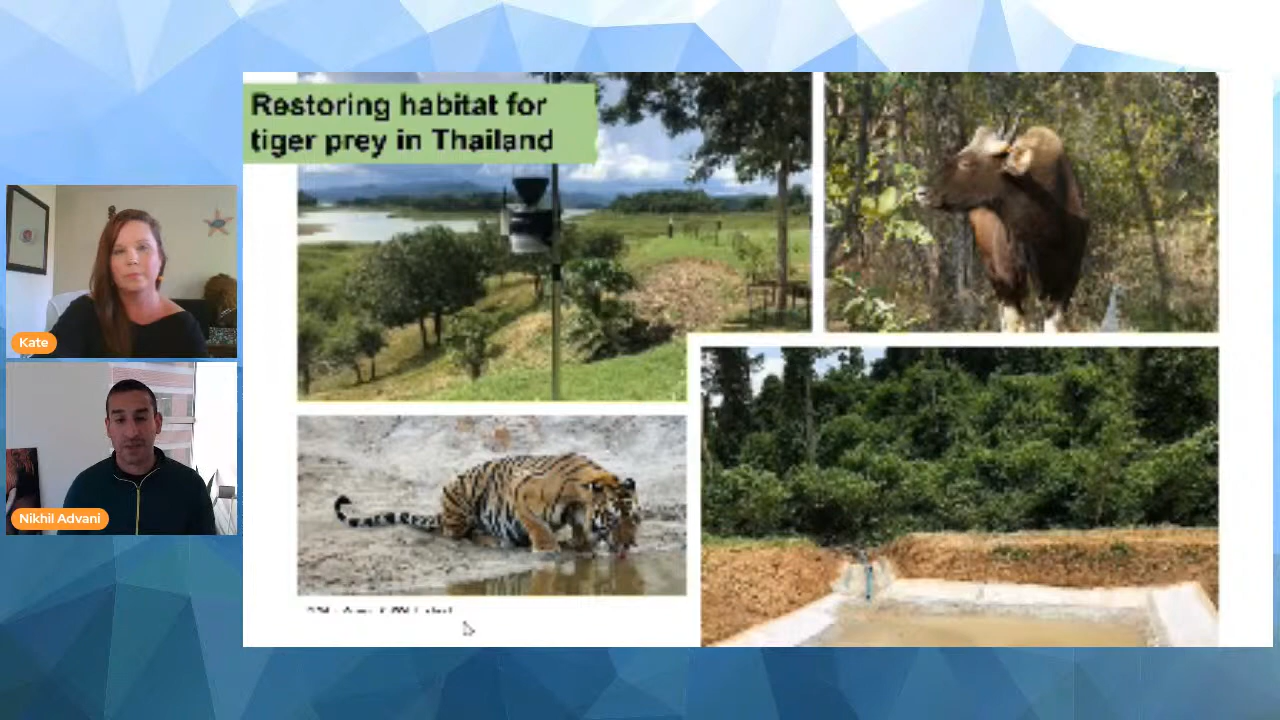 Restoring habitat for
tiger prey in Thailand
Kate
Nikhil Advani